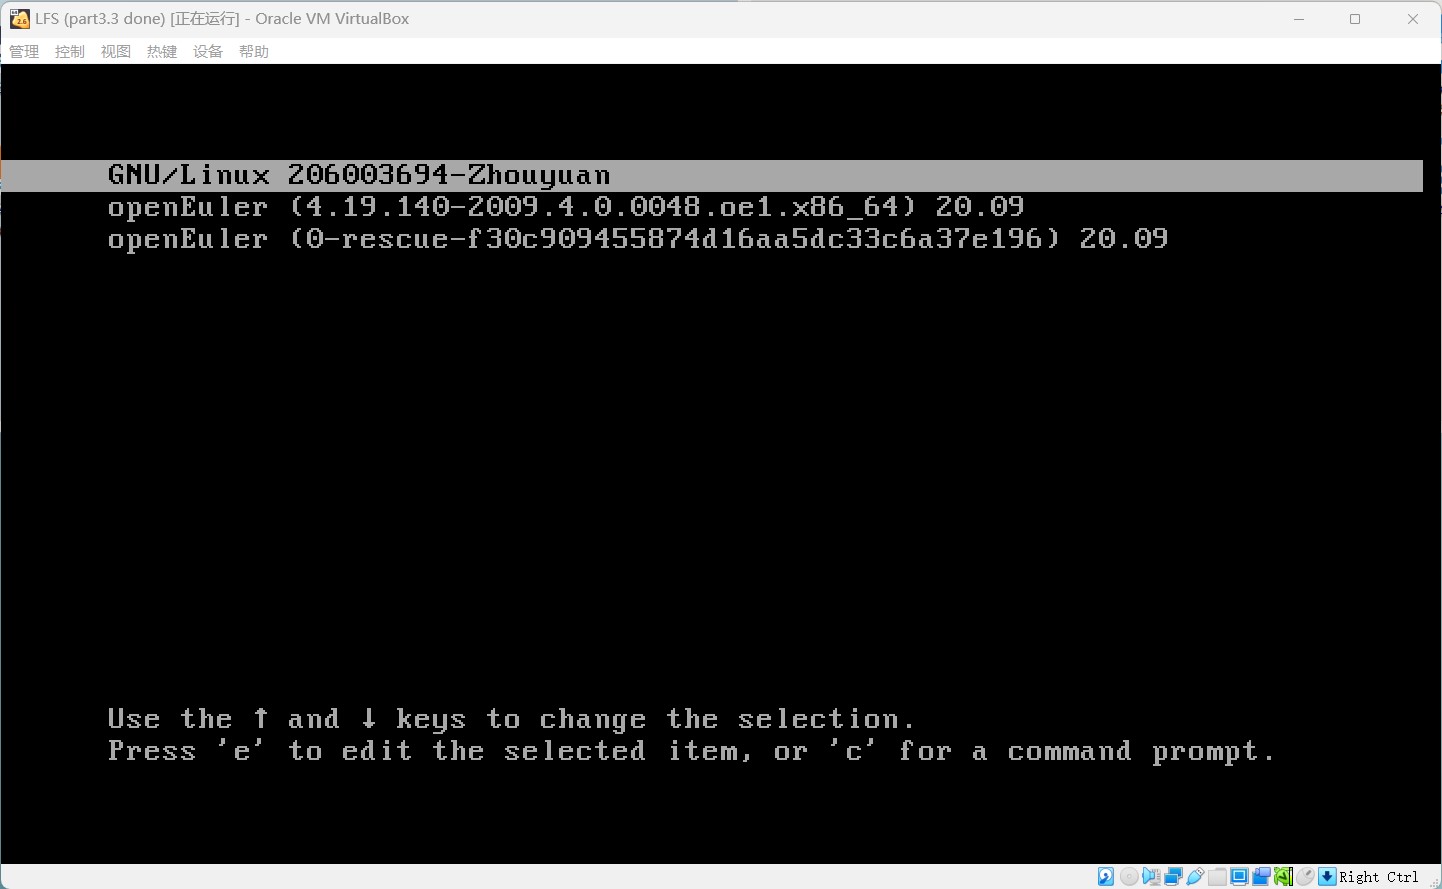 LFS (part3.3 done) [正在运行] - Oracle VM VirtualBox
管理 控制 视图 热键 设备 帮助
GNU/Linux 206003694-Zhouyuan
openEuler (4.19.140-2009.4.0.0048.oe1.x86_64) 20.09
openEuler (0-rescue-f30c909455874d16aa5dc33c6a37e196) 20.09
Use the ↑ and ↓ keys to change the selection.
Press 'e' to edit the selected item, or 'c' for a command prompt.
Right Ctrl